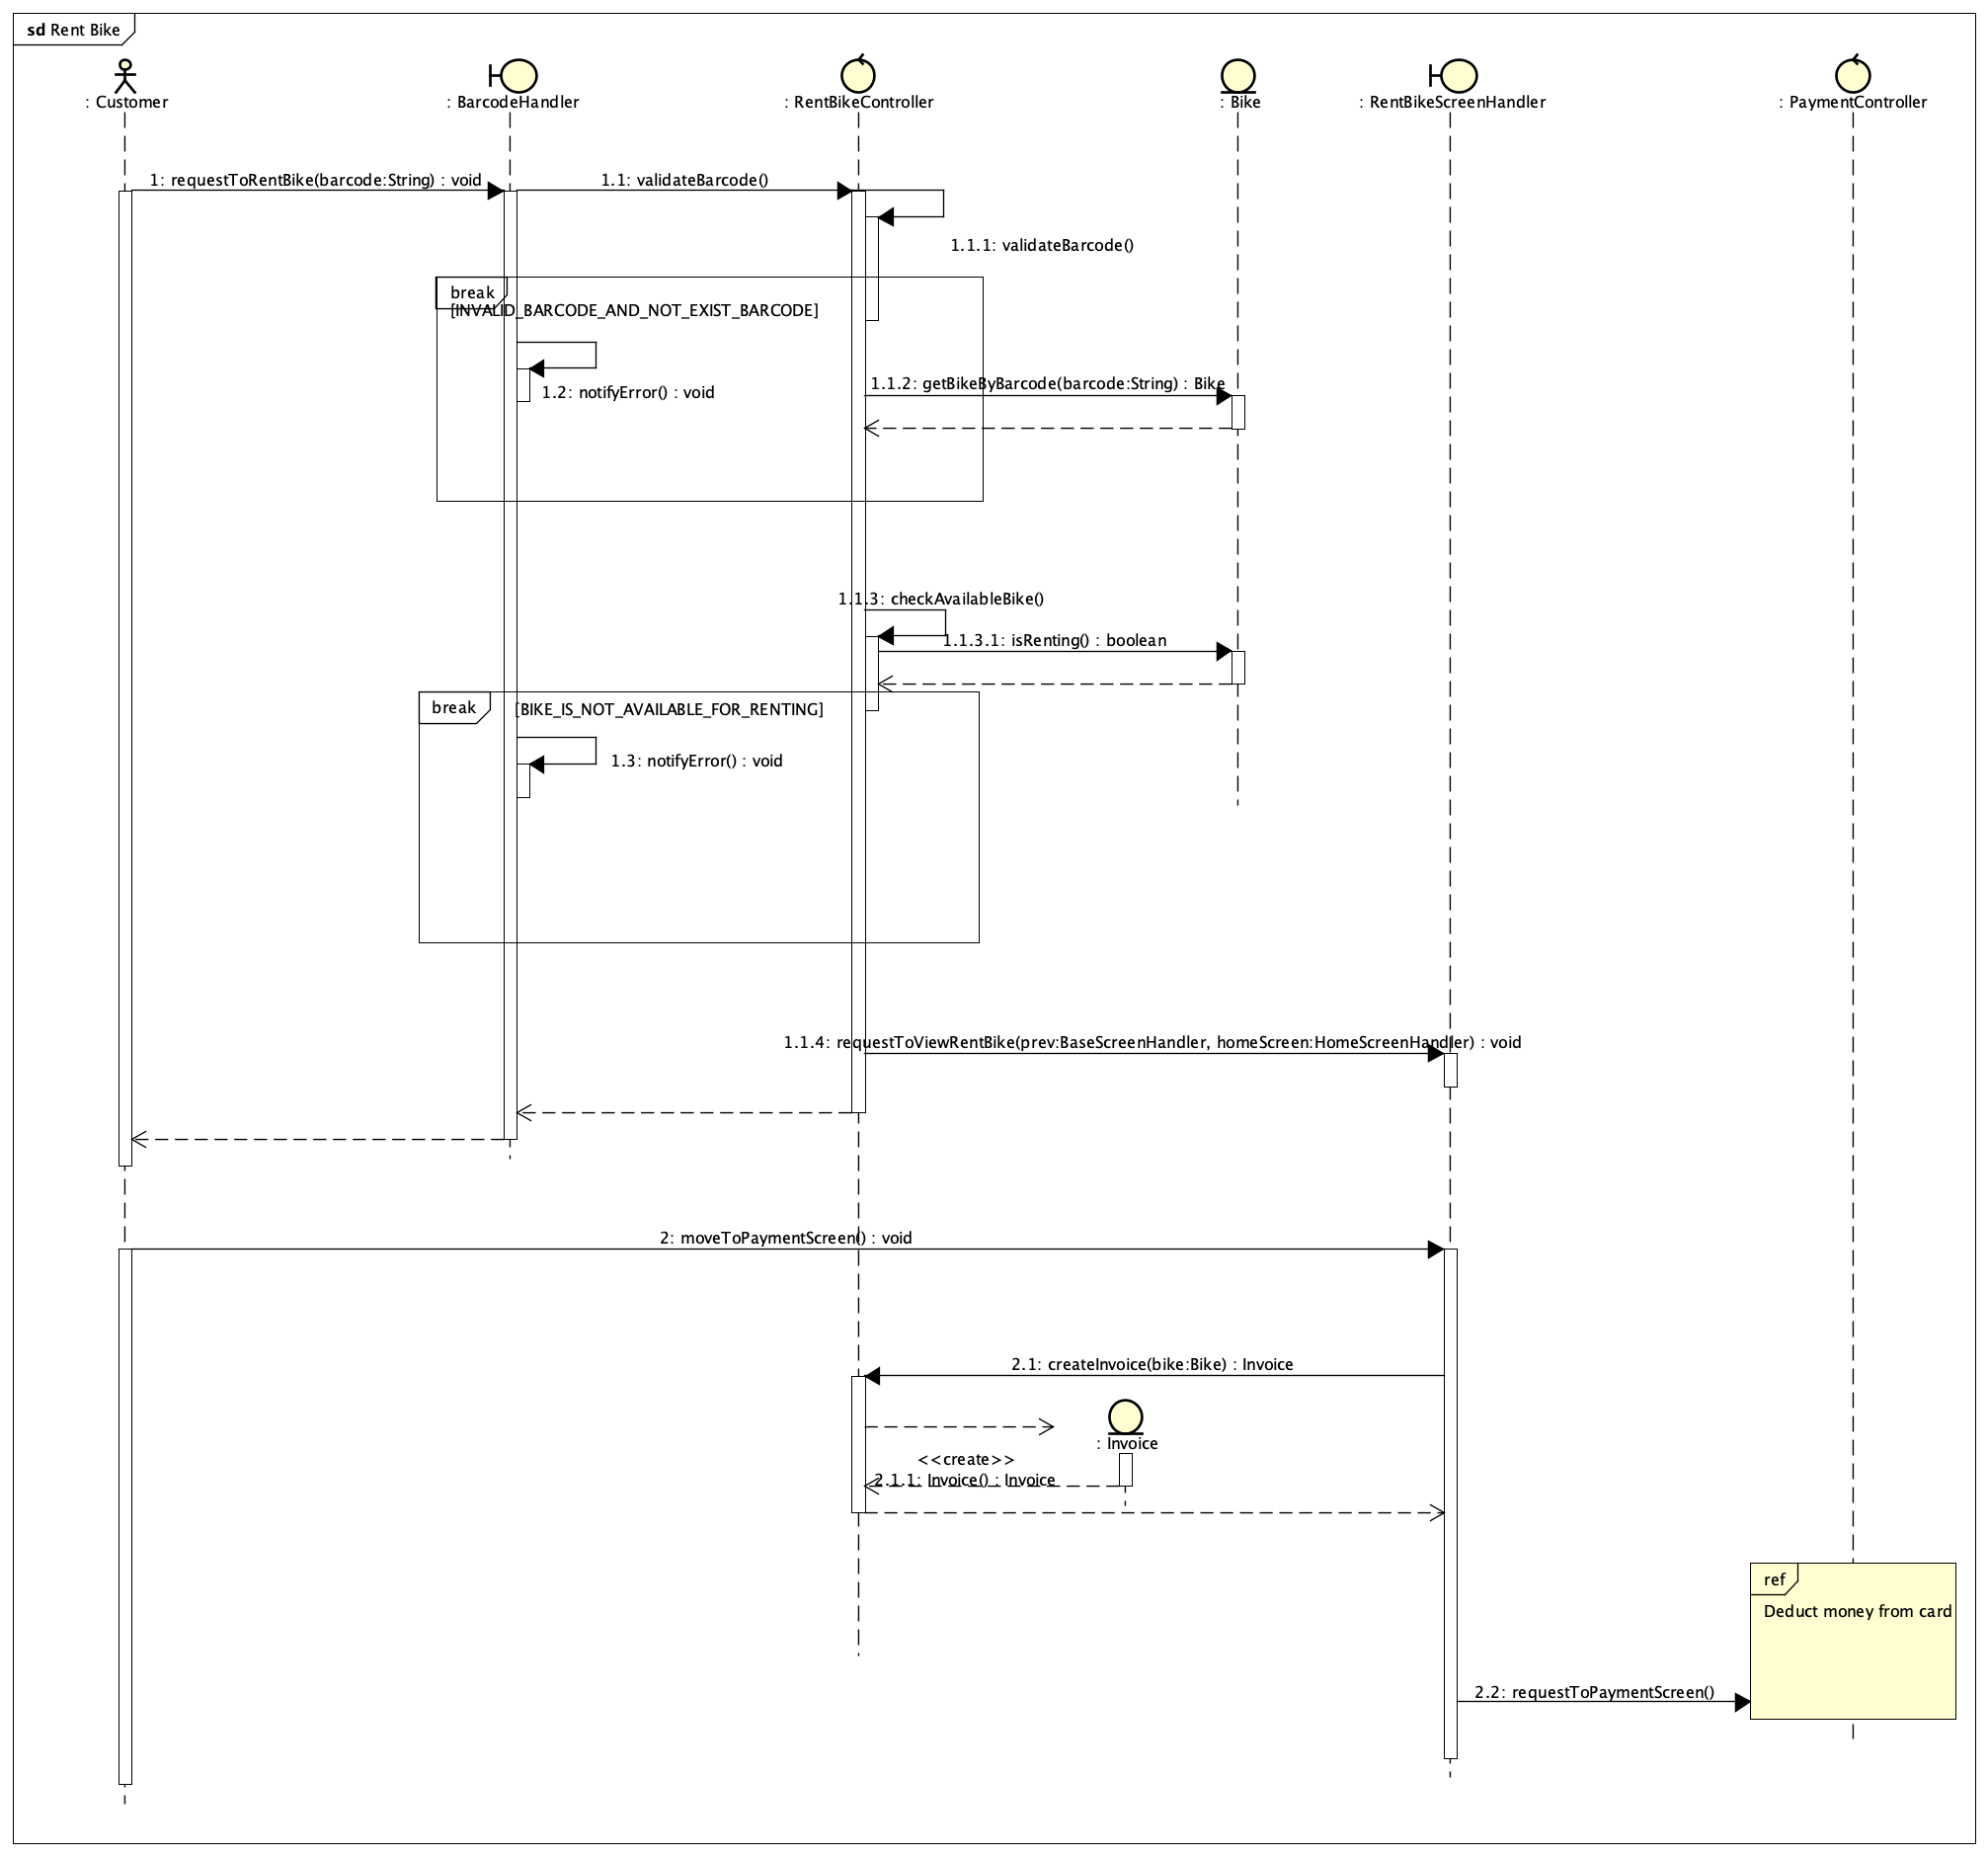 sd Rent Bike
: Customer
: BarcodeHandler
: RentBikeController
: Bike
: RentBikeScreenHandler
: PaymentController
1: requestToRentBike(barcode:String) : void
1.1: validateBarcode()
1.1.1: validateBarcode()
break
[INVALID_BARCODE_AND_NOT_EXIST_BARCODE]
1.1.2: getBikeByBarcode(barcode:String) : Bike
1.2: notifyError() : void
1.1.3: checkAvailableBike()
1.1.3.1: isRenting() : boolean
break
[BIKE_IS_NOT_AVAILABLE_FOR_RENTING]
1.3: notifyError() : void
1.1.4: requestToViewRentBike(prev:BaseScreenHandler, homeScreen:HomeScreenHandler) : void
2: moveToPaymentScreen() : void
2.1: createInvoice(bike:Bike) : Invoice
: Invoice
<<create>>
2.1.1: Invoice() : Invoice
ref
Deduct money from card
2.2: requestToPaymentScreen()